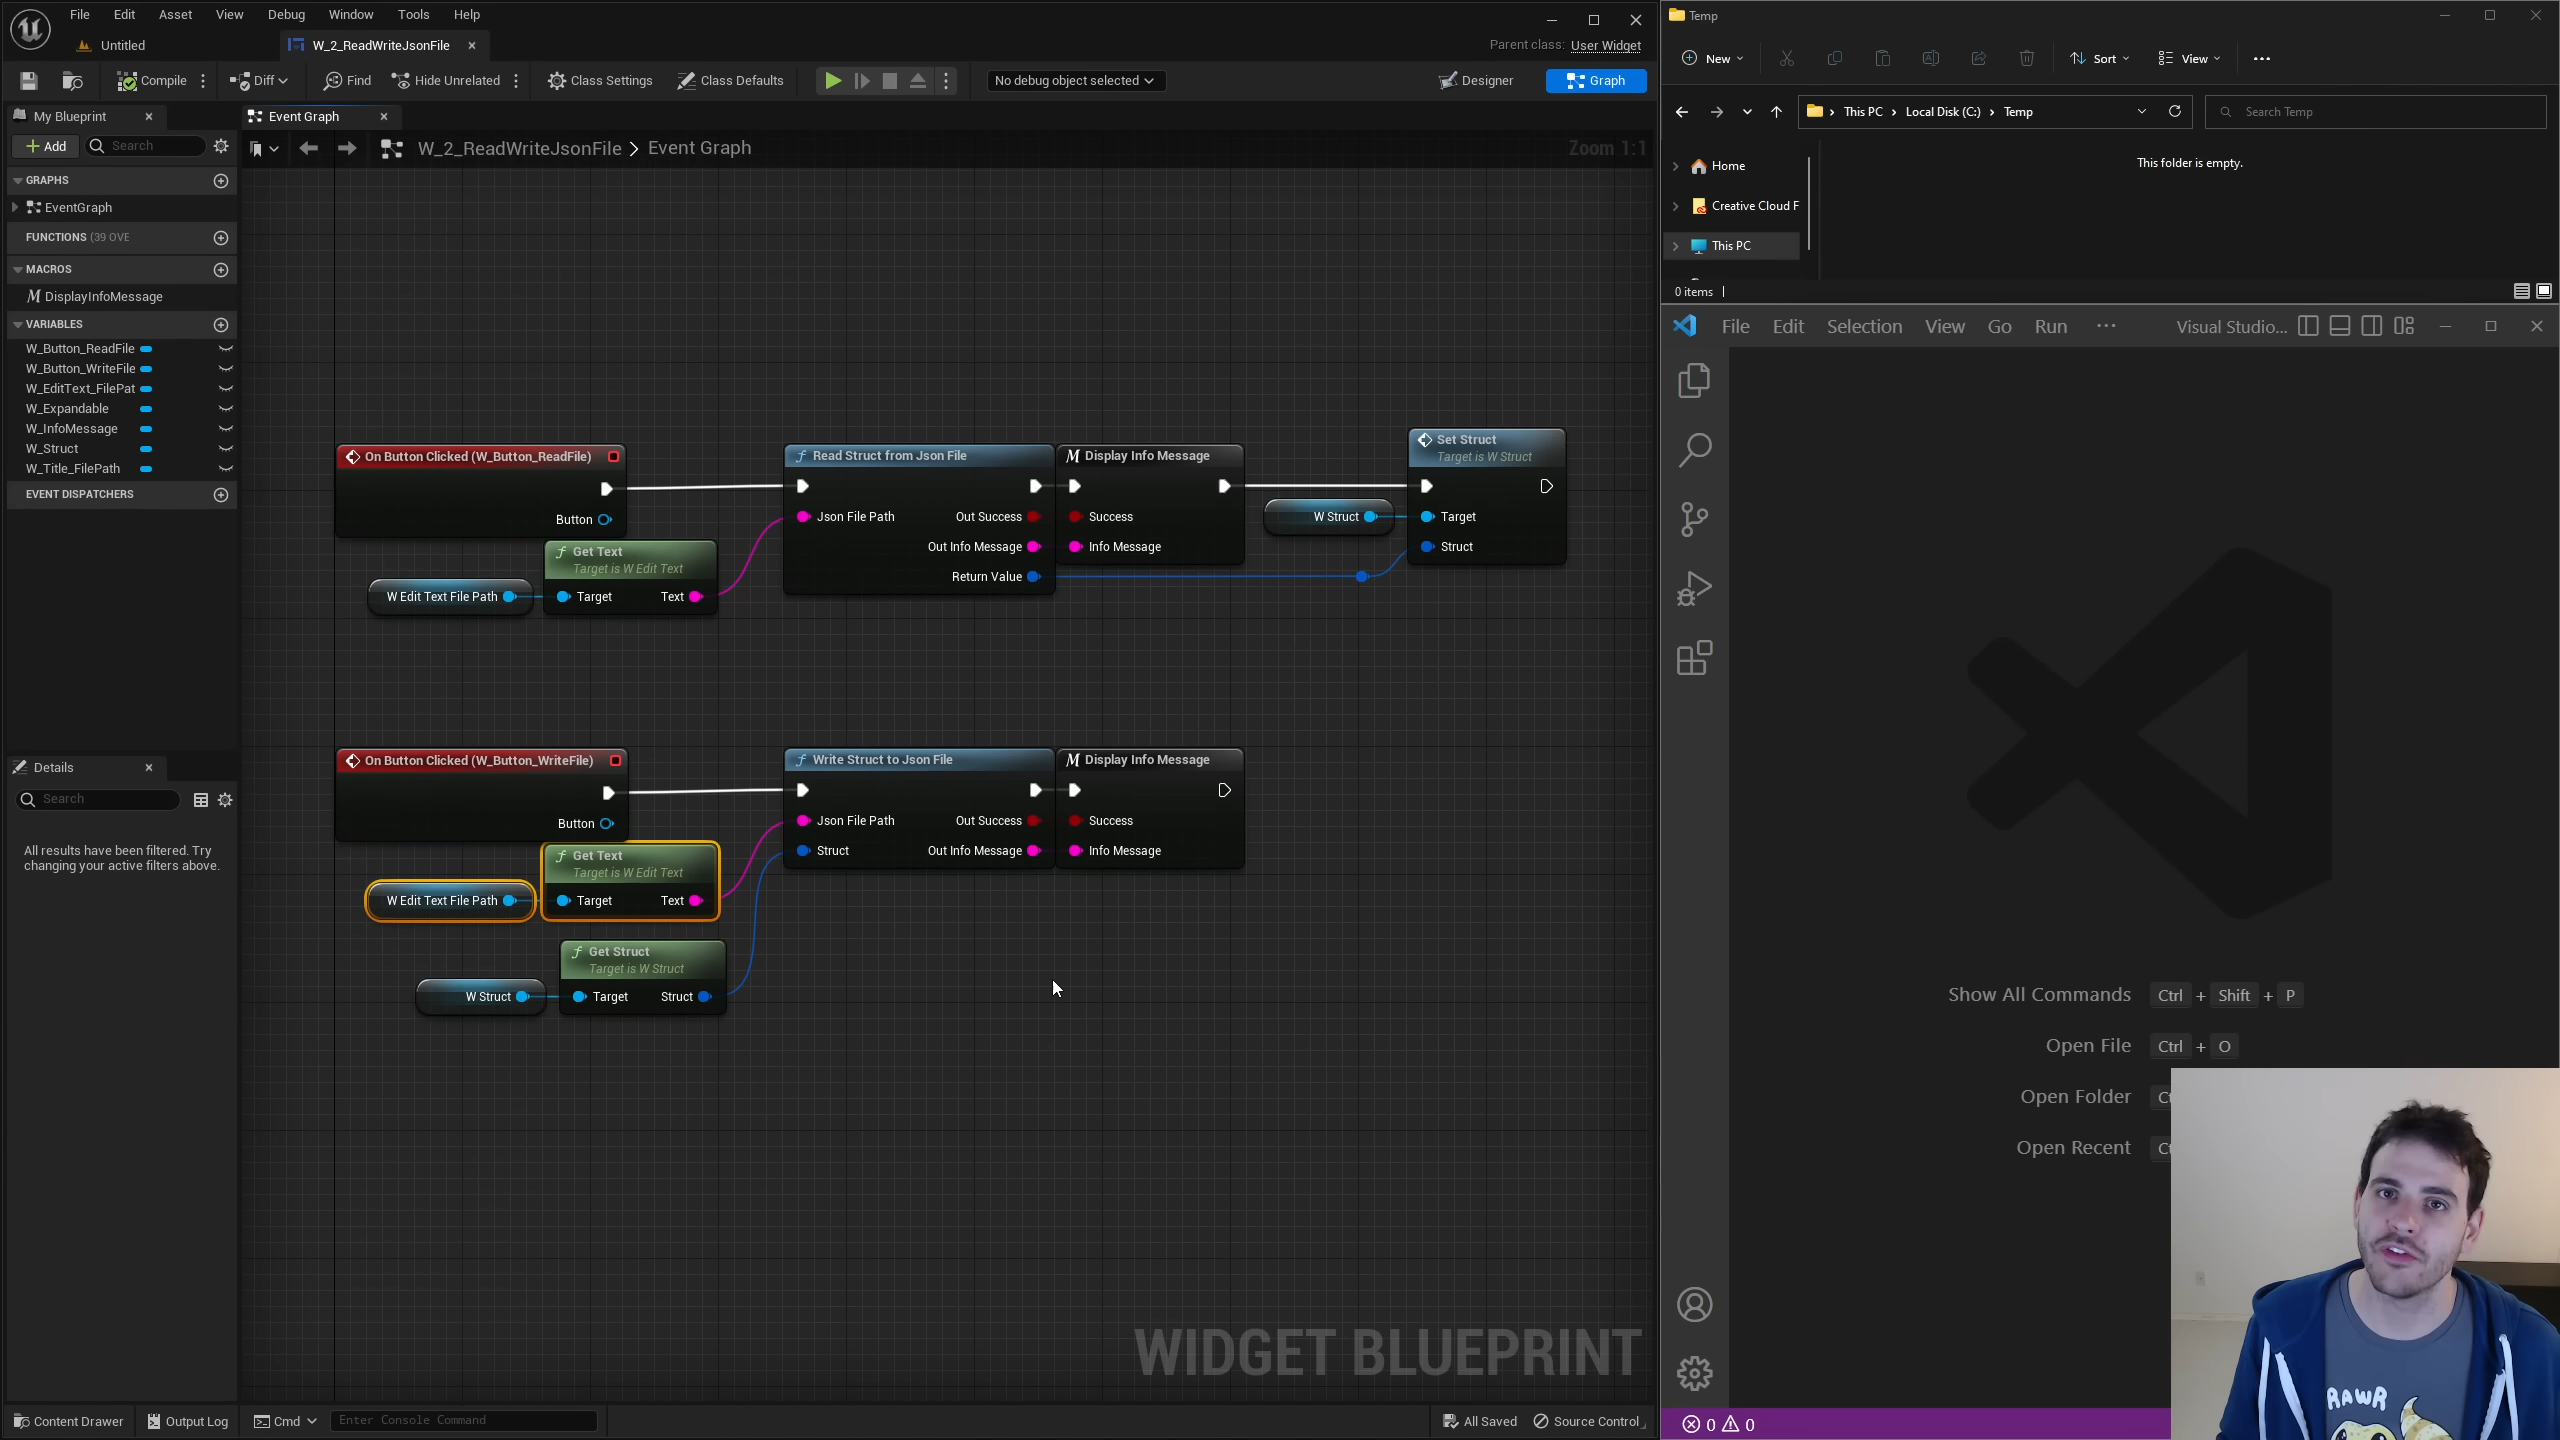 File Edit Asset View Debug Window Tools Help
Untitled
W_2_ReadWriteJsonFile
Parent class: User Widget
Compile
Diff
Find
Hide Unrelated
Class Settings
Class Defaults
No debug object selected
Designer
Graph
My Blueprint
Add
Search
GRAPHS
EventGraph
FUNCTIONS (39 OVE
MACROS
DisplayInfoMessage
VARIABLES
W_Button_ReadFile
W_Button_WriteFile
W_EditText_FilePat
W_Expandable
W_InfoMessage
W_Struct
W_Title_FilePath
EVENT DISPATCHERS
Details
Search
All results have been filtered. Try
changing your active filters above.
Event Graph
W_2_ReadWriteJsonFile > Event Graph
Zoom 1:1
On Button Clicked (W_Button_ReadFile)
Button
Get Text
Target is W Edit Text
W Edit Text File Path
Target Text
Read Struct from Json File
Json File Path Out Success
Out Info Message
Return Value
Display Info Message
Success
Info Message
W Struct
Set Struct
Target is W Struct
Target
Struct
On Button Clicked (W_Button_WriteFile)
Button
Get Text
Target is W Edit Text
W Edit Text File Path
Target Text
Get Struct
Target is W Struct
W Struct
Target Struct
Write Struct to Json File
Json File Path Out Success
Struct Out Info Message
Display Info Message
Success
Info Message
WIDGET BLUEPRINT
Content Drawer
Output Log
Cmd
Enter Console Command
All Saved
Source Control
Temp
New
Sort
View
This PC > Local Disk (C:) > Temp
Search Temp
Home
Creative Cloud F
This PC
This folder is empty.
0 items
File Edit Selection View Go Run
Visual Studio...
Show All Commands Ctrl + Shift + P
Open File Ctrl + O
Open Folder
Open Recent
0 0
RAWR